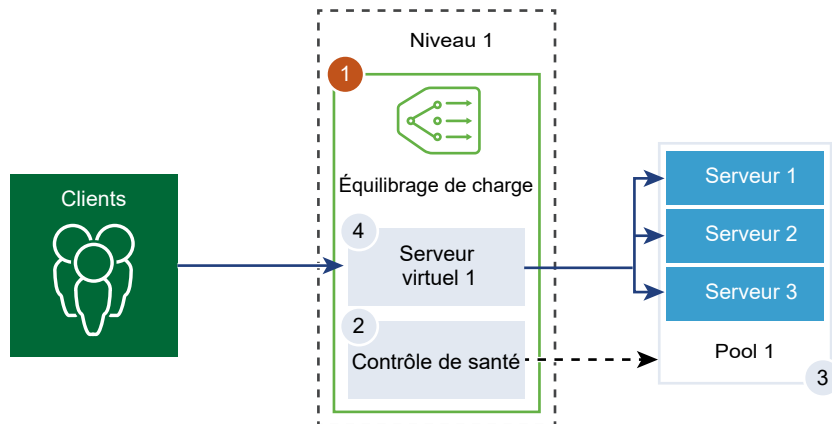 Niveau 1
1
Équilibrage de charge
Clients
4
Serveur
virtuel 1
2
Contrôle de santé
Serveur 1
Serveur 2
Serveur 3
Pool 1
3